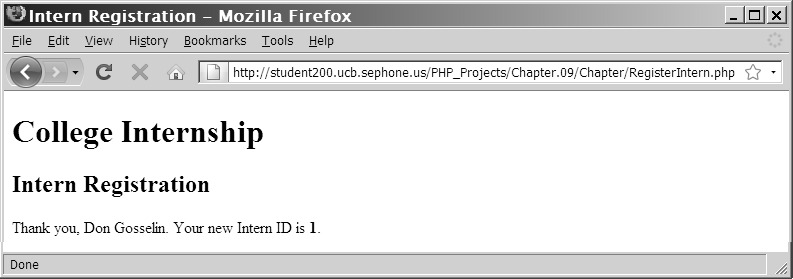 Intern Registration - Mozilla Firefox
File Edit View History Bookmarks Tools Help
http://student200.ucb.sephone.us/PHP_Projects/Chapter.09/Chapter/RegisterIntern.php
College Internship
Intern Registration
Thank you, Don Gosselin. Your new Intern ID is 1.
Done